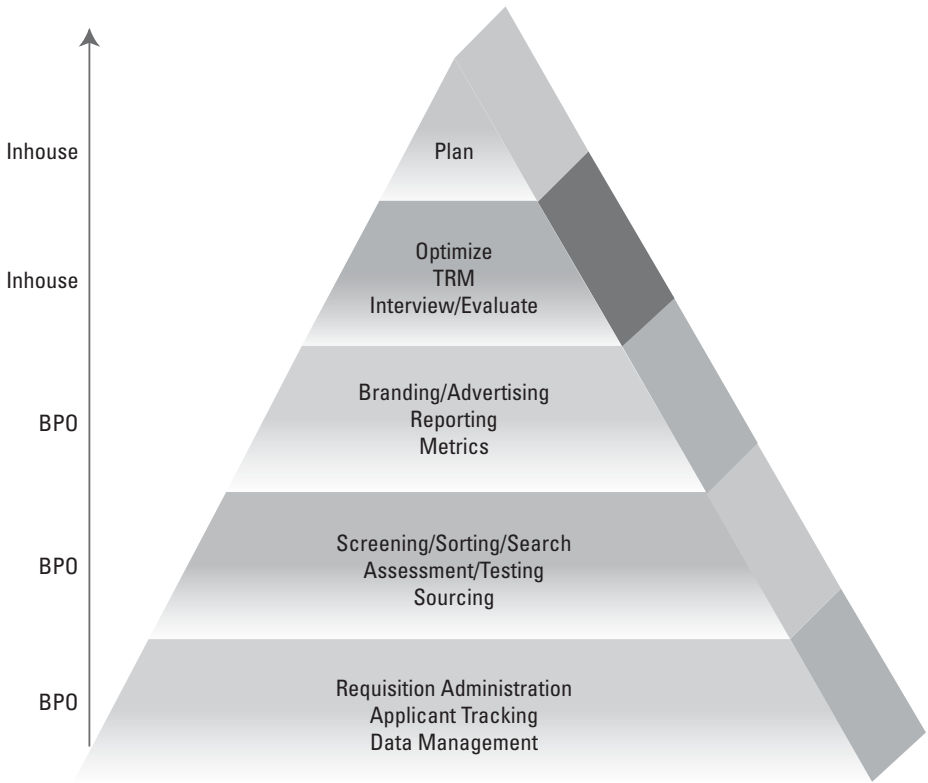 Inhouse
Plan
Inhouse
Optimize
TRM
Interview/Evaluate
BPO
Branding/Advertising
Reporting
Metrics
BPO
Screening/Sorting/Search
Assessment/Testing
Sourcing
BPO
Requisition Administration
Applicant Tracking
Data Management